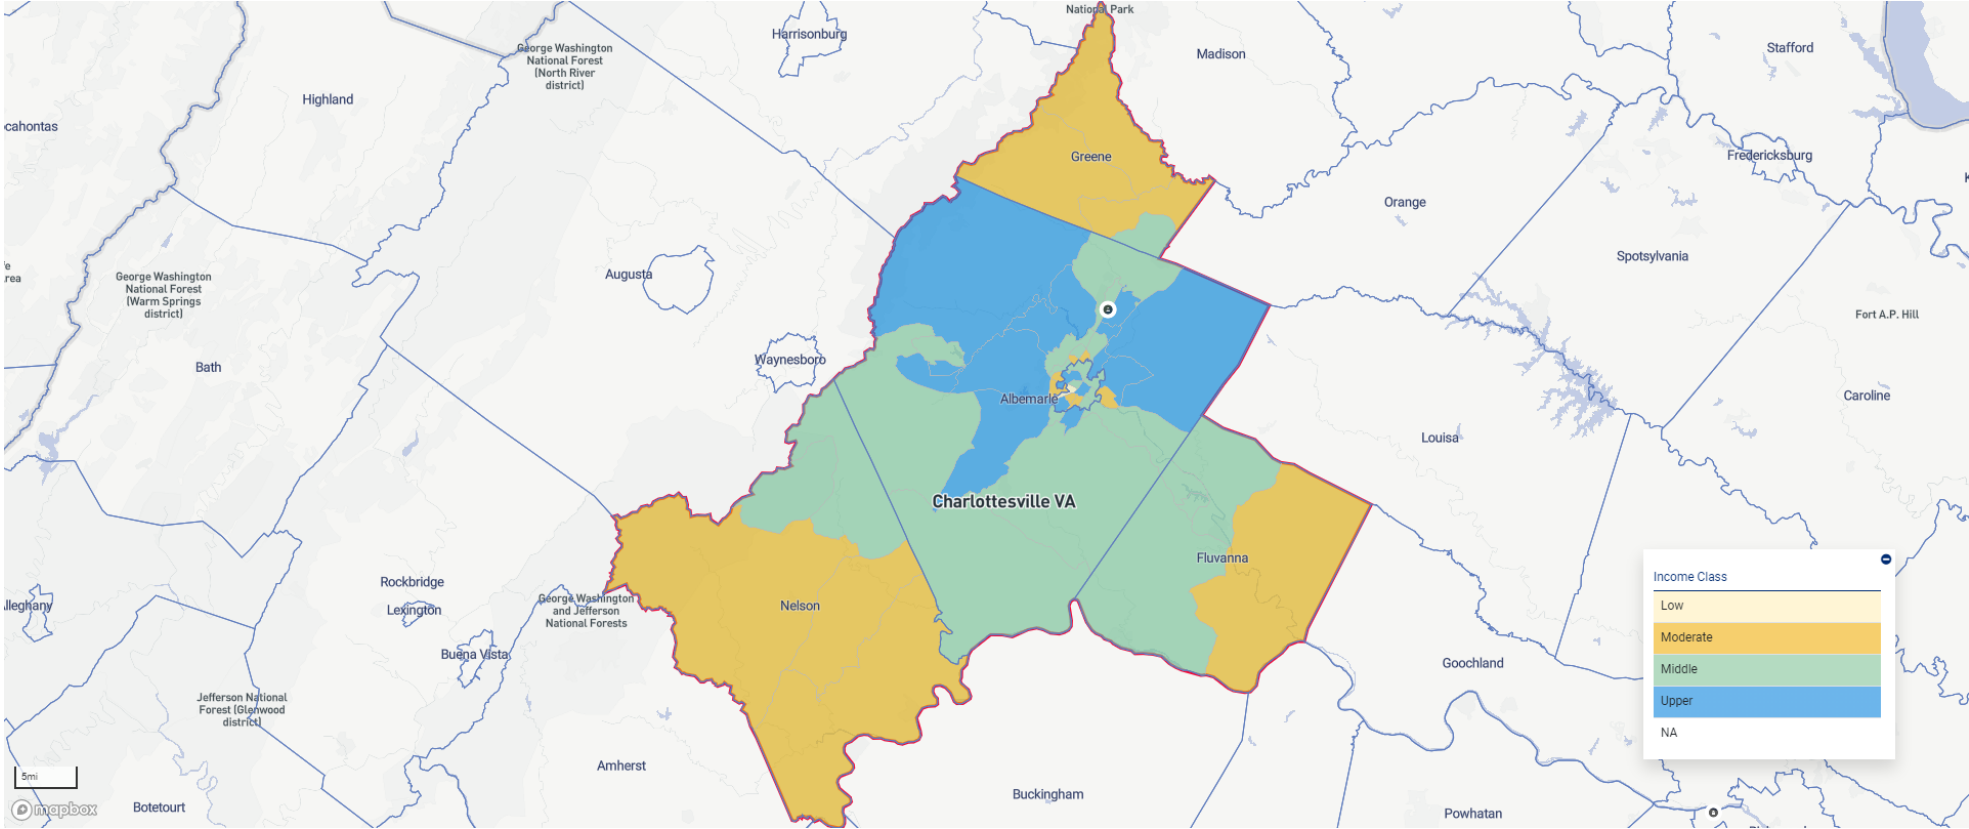 National Park
Harrisonburg
Madison
Stafford
George Washington
National Forest
(North River
district)
Highland
ocahontas
Greene
Fredericksburg
Orange
Spotsylvania
Augusta
George Washington
National Forest
(Warm Springs
district)
rea
Fort A.P. Hill
Waynesboro
Bath
Albemarle
Caroline
Louisa
Charlottesville VA
Fluvanna
Income Class
Low
Moderate
Middle
Upper
NA
Rockbridge
Lexington
lleghany
George Washington
and Jefferson
National Forests
Nelson
Buena Vista
Goochland
Jefferson National
Forest (Glenwood
district)
Amherst
5mi
Buckingham
Botetourt
mapbox
Powhatan